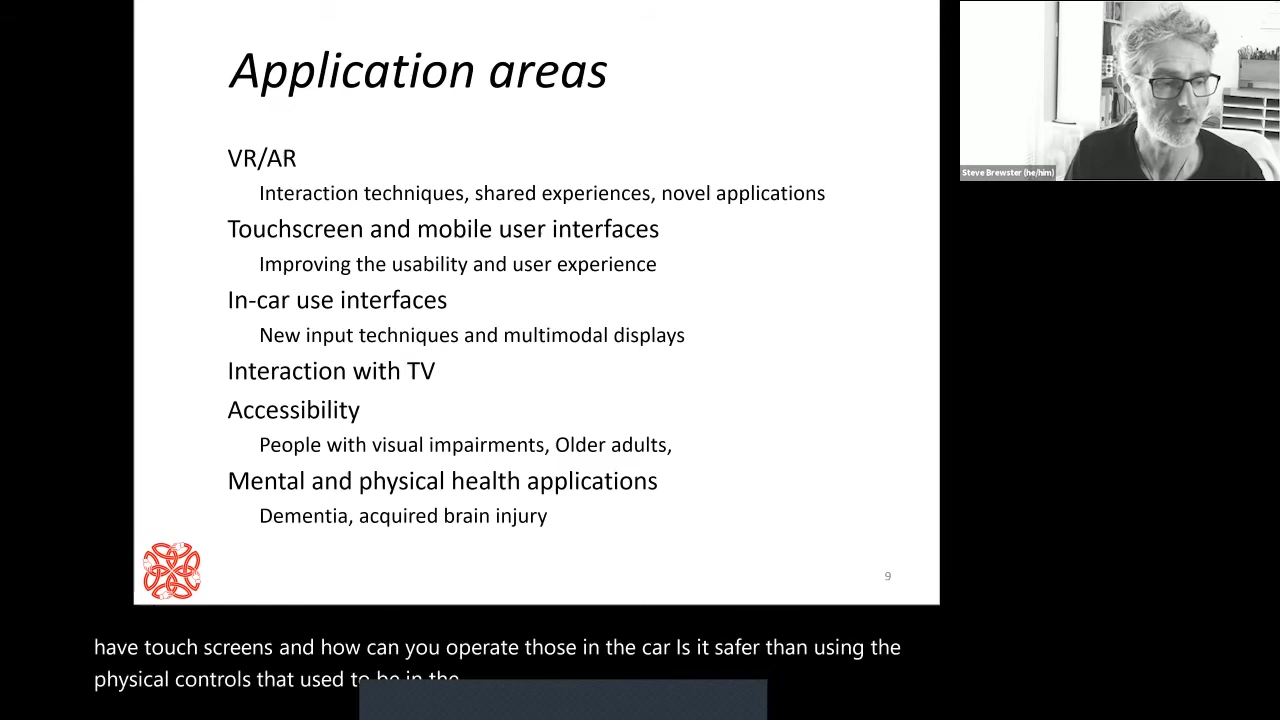 Application areas
VR/AR
Interaction techniques, shared experiences, novel applications
Touchscreen and mobile user interfaces
Improving the usability and user experience
In-car use interfaces
New input techniques and multimodal displays
Interaction with TV
Accessibility
People with visual impairments, Older adults,
Mental and physical health applications
Dementia, acquired brain injury
9
Steve Brewster (he/him)
have touch screens and how can you operate those in the car Is it safer than using the
physical controls that used to be in the